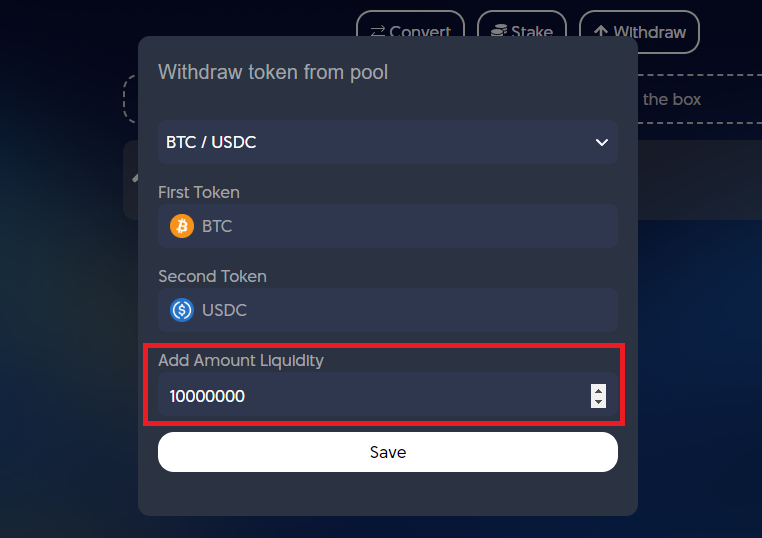 Convert Stake Withdraw
Withdraw token from pool
the box
BTC / USDC
First Token
BTC
Second Token
USDC
Add Amount Liquidity
10000000
Save